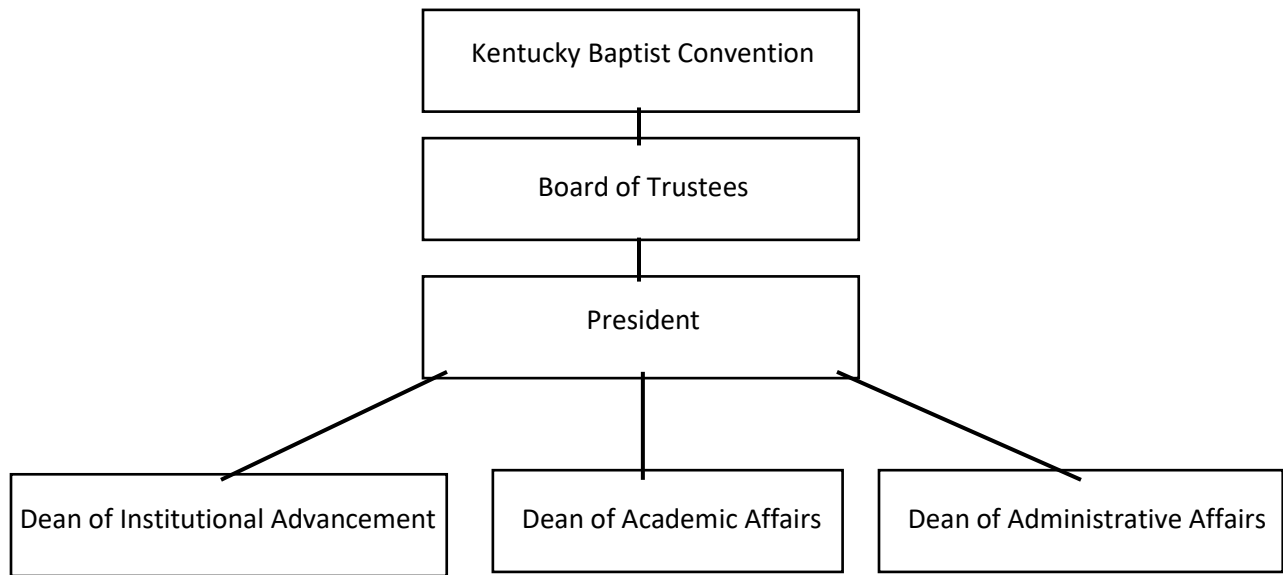 Kentucky Baptist Convention
Board of Trustees
President
Dean of Institutional Advancement
Dean of Academic Affairs
Dean of Administrative Affairs